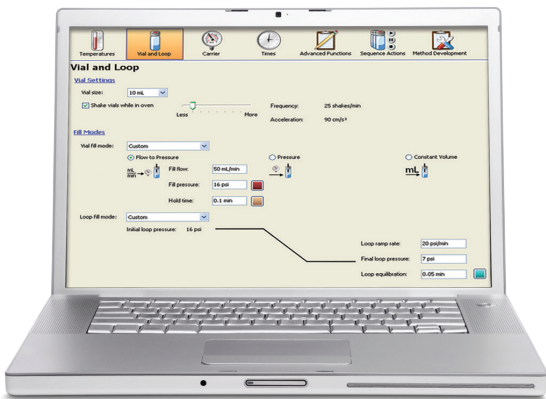 Temperatures Vial and Loop Carrier Times Advanced Functions Sequence Actions Method Development
Vial and Loop
Vial Settings
Vial size: 10 mL
Shake vials while in oven
Less More
Frequency: 25 shakes/min
Acceleration: 90 cm/s²
Fill Modes
Vial fill mode: Custom
Flow to Pressure Pressure Constant Volume
mL
min
mL
Fill flow: 50 mL/min
Fill pressure: 16 psi
Hold time: 0.1 min
Loop fill mode: Custom
Initial loop pressure: 16 psi
Loop ramp rate: 20 psi/min
Final loop pressure: 7 psi
Loop equilibration: 0.05 min